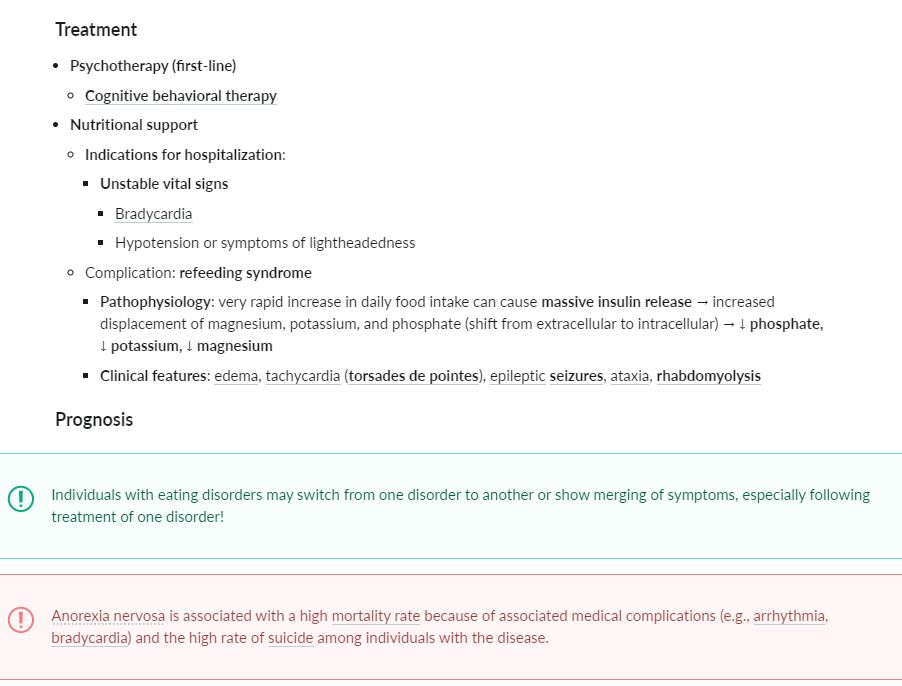 Treatment
• Psychotherapy (first-line)
○ Cognitive behavioral therapy
• Nutritional support
○ Indications for hospitalization:
▪ Unstable vital signs
▪ Bradycardia
▪ Hypotension or symptoms of lightheadedness
○ Complication: refeeding syndrome
▪ Pathophysiology: very rapid increase in daily food intake can cause massive insulin release → increased
displacement of magnesium, potassium, and phosphate (shift from extracellular to intracellular) → ↓ phosphate,
↓ potassium, ↓ magnesium
▪ Clinical features: edema, tachycardia (torsades de pointes), epileptic seizures, ataxia, rhabdomyolysis
Prognosis
Individuals with eating disorders may switch from one disorder to another or show merging of symptoms, especially following
treatment of one disorder!
Anorexia nervosa is associated with a high mortality rate because of associated medical complications (e.g., arrhythmia,
bradycardia) and the high rate of suicide among individuals with the disease.